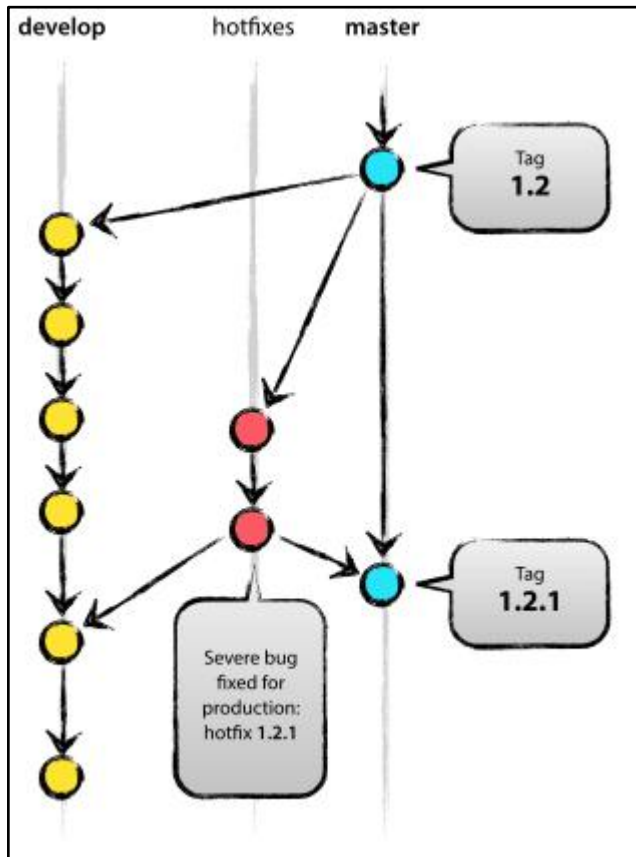 develop
hotfixes
master
Tag
1.2
Tag
1.2.1
Severe bug
fixed for
production:
hotfix 1.2.1